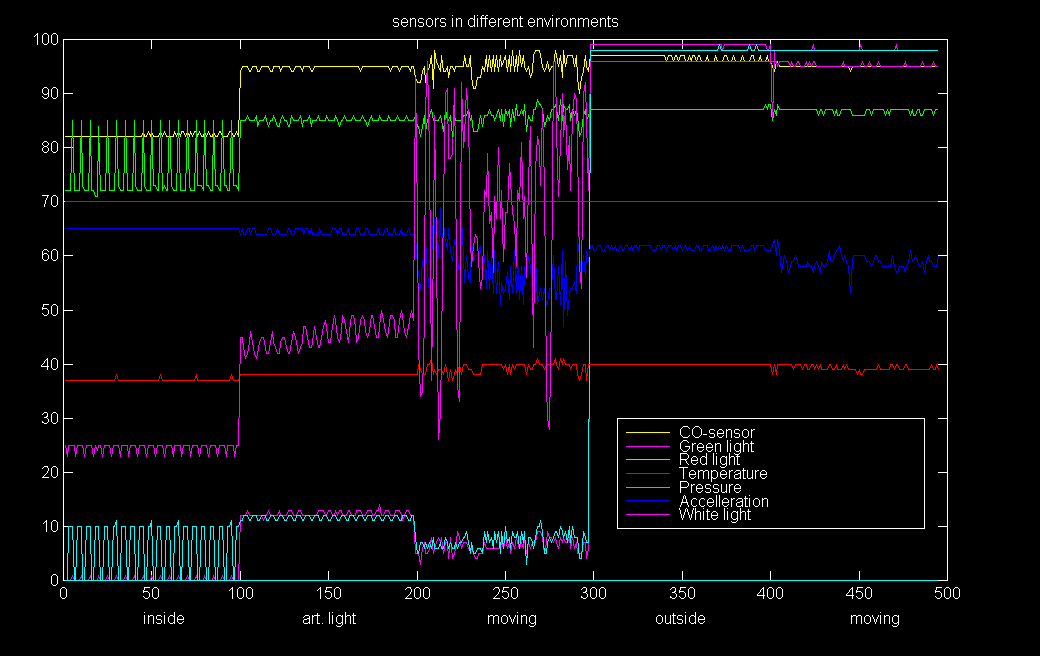 sensors in different environments
100
90
80
70
60
50
40
30
20
10
0
CO-sensor
Green light
Red light
Temperature
Pressure
Accelleration
White light
0 50 100 150 200 250 300 350 400 450 500
inside art. light moving outside moving